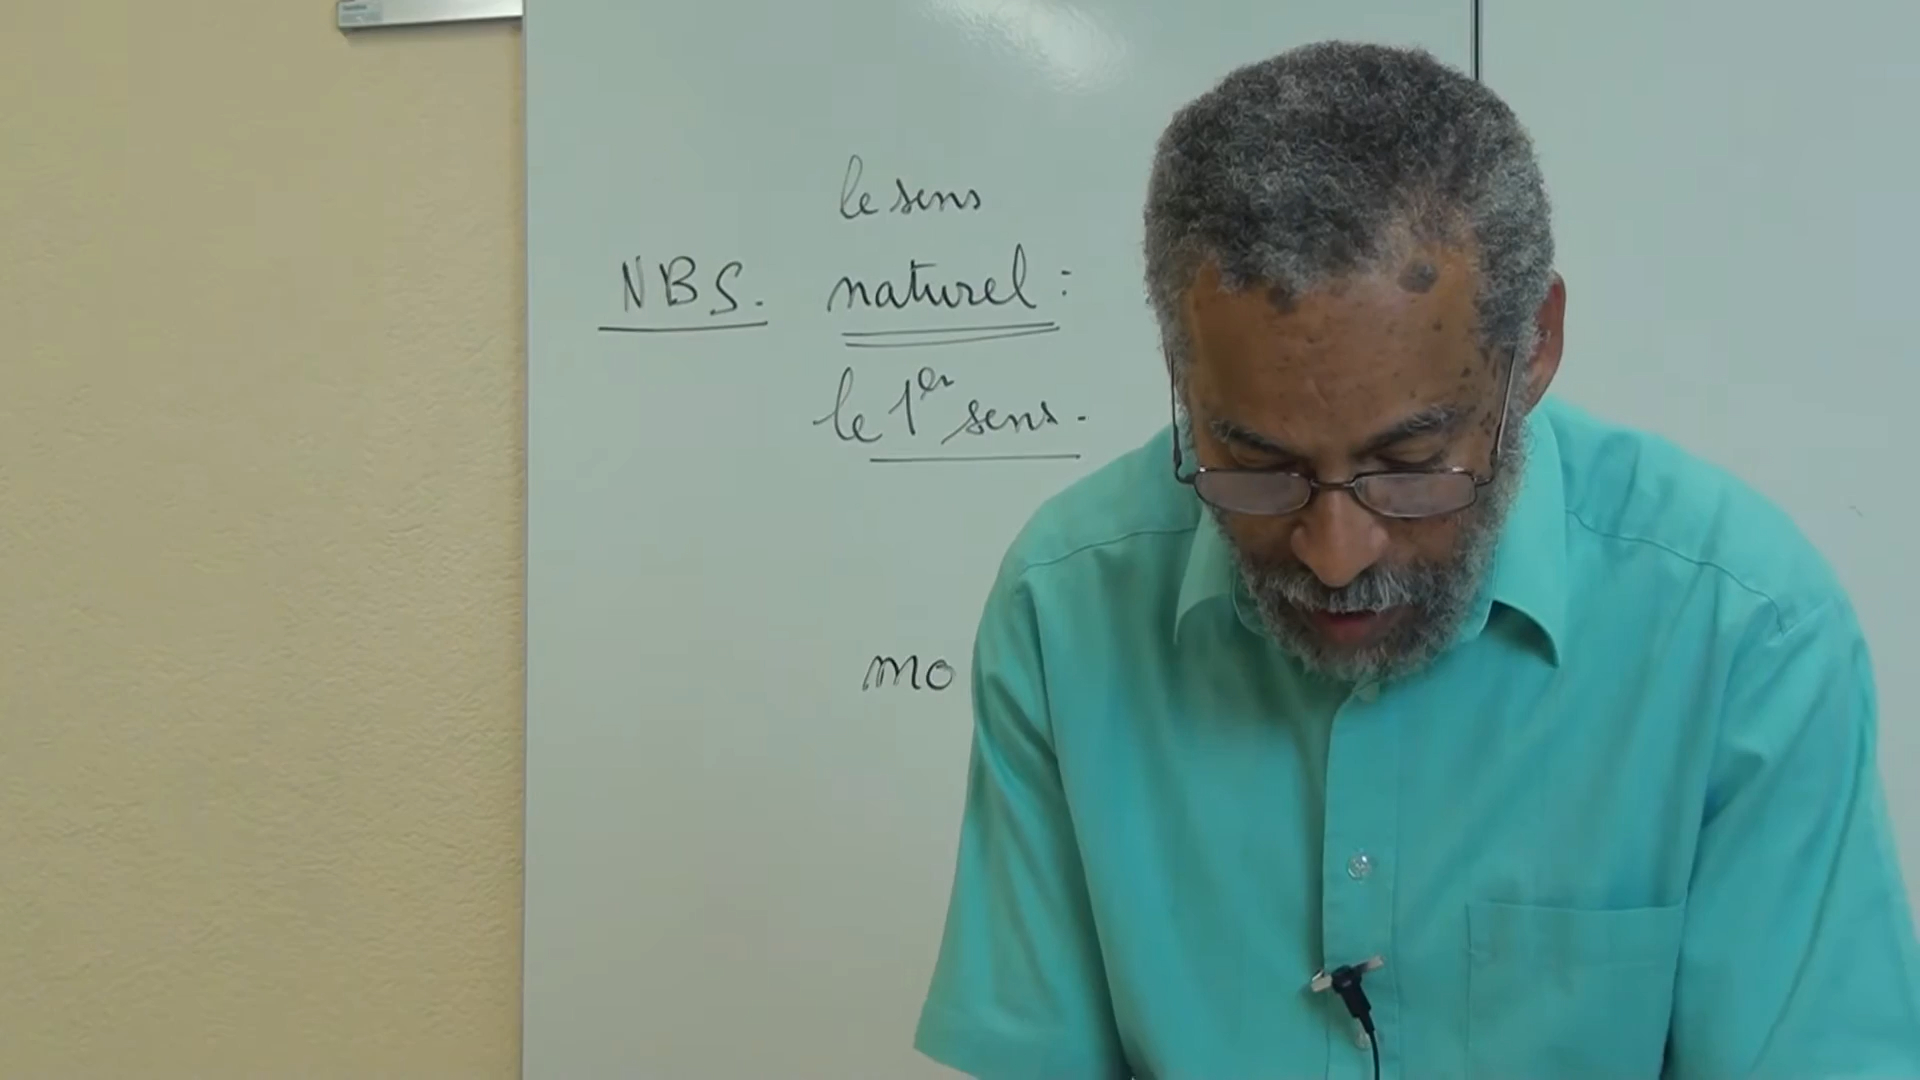 le sens
NBS. naturel :
le 1er sens.
mo